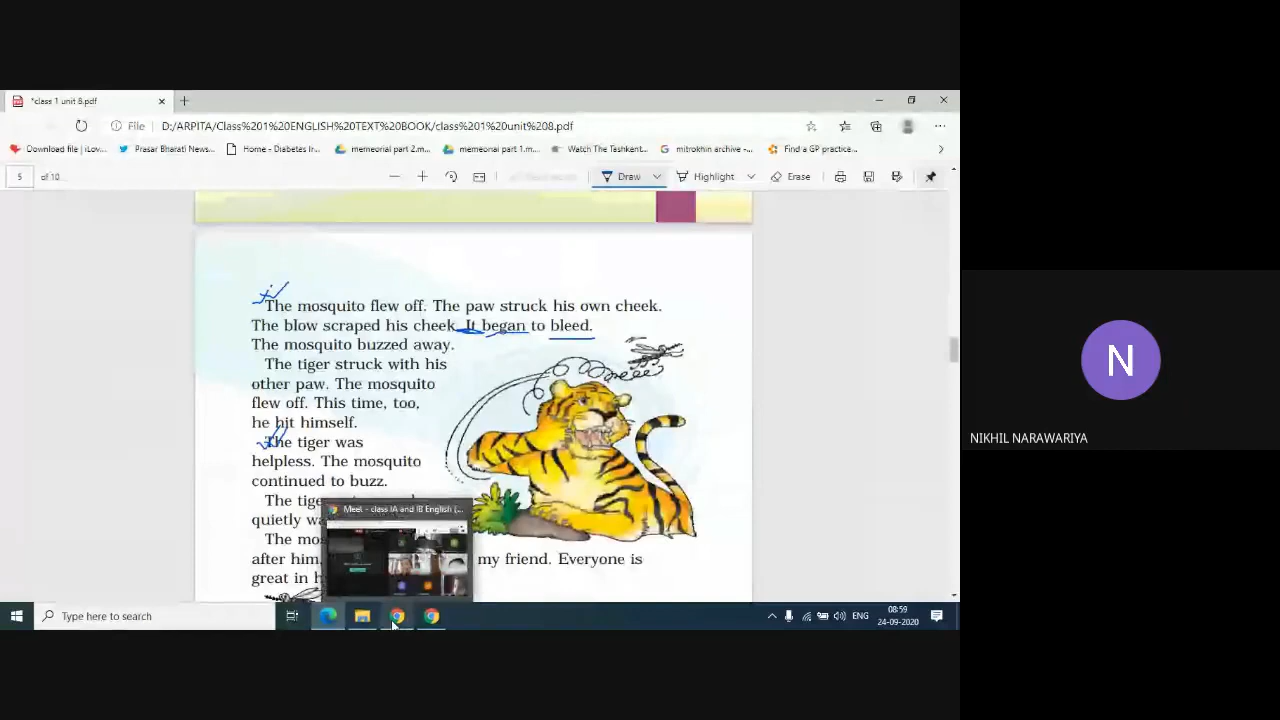 *class 1 unit 8.pdf
File D:/ARPITA/Class%201%20ENGLISH%20TEXT%20BOOK/class%201%20unit%208.pdf
Download file | iLov... Prasar Bharati News... Home - Diabetes Ir... memeorial part 2.m... memeorial part 1.m... Watch The Tashkent... mitrokhin archive -... Find a GP practice...
5 of 10 Draw Highlight Erase
The mosquito flew off. The paw struck his own cheek.
The blow scraped his cheek. It began to bleed.
The mosquito buzzed away.
The tiger struck with his
other paw. The mosquito
flew off. This time, too,
he hit himself.
The tiger was
helpless. The mosquito
continued to buzz.
The
quietly
The
after him, my friend. Everyone is
great in
Meet - class IA and IB English (...
N
NIKHIL NARAWARIYA
Type here to search
ENG
08:59
24-09-2020